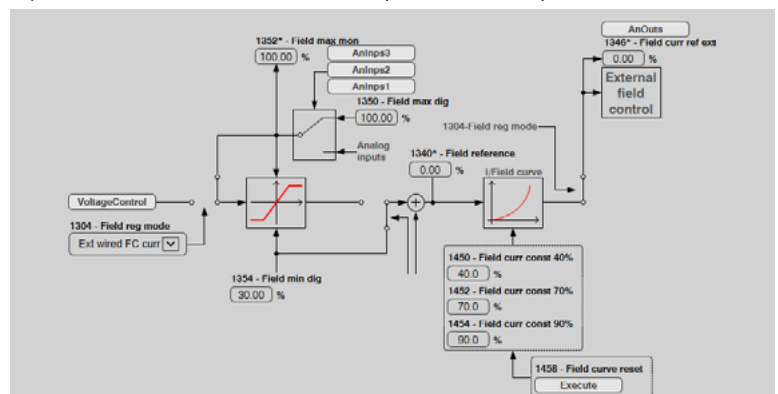 AnOuts
1352* - Field max mon
1346* - Field curr ref ext
100.00 %
AnInps3
0.00 %
AnInps2
External
AnInps1
field
1350 - Field max dig
control
100.00 %
1304-Field reg mode
Analog
inputs
1340* - Field reference
0.00 %
I/Field curve
VoltageControl
1304 - Field reg mode
Ext wired FC curr
1354 - Field min dig
30.00 %
1450 - Field curr const 40%
40.0 %
1452 - Field curr const 70%
70.0 %
1454 - Field curr const 90%
90.0 %
1458 - Field curve reset
Execute